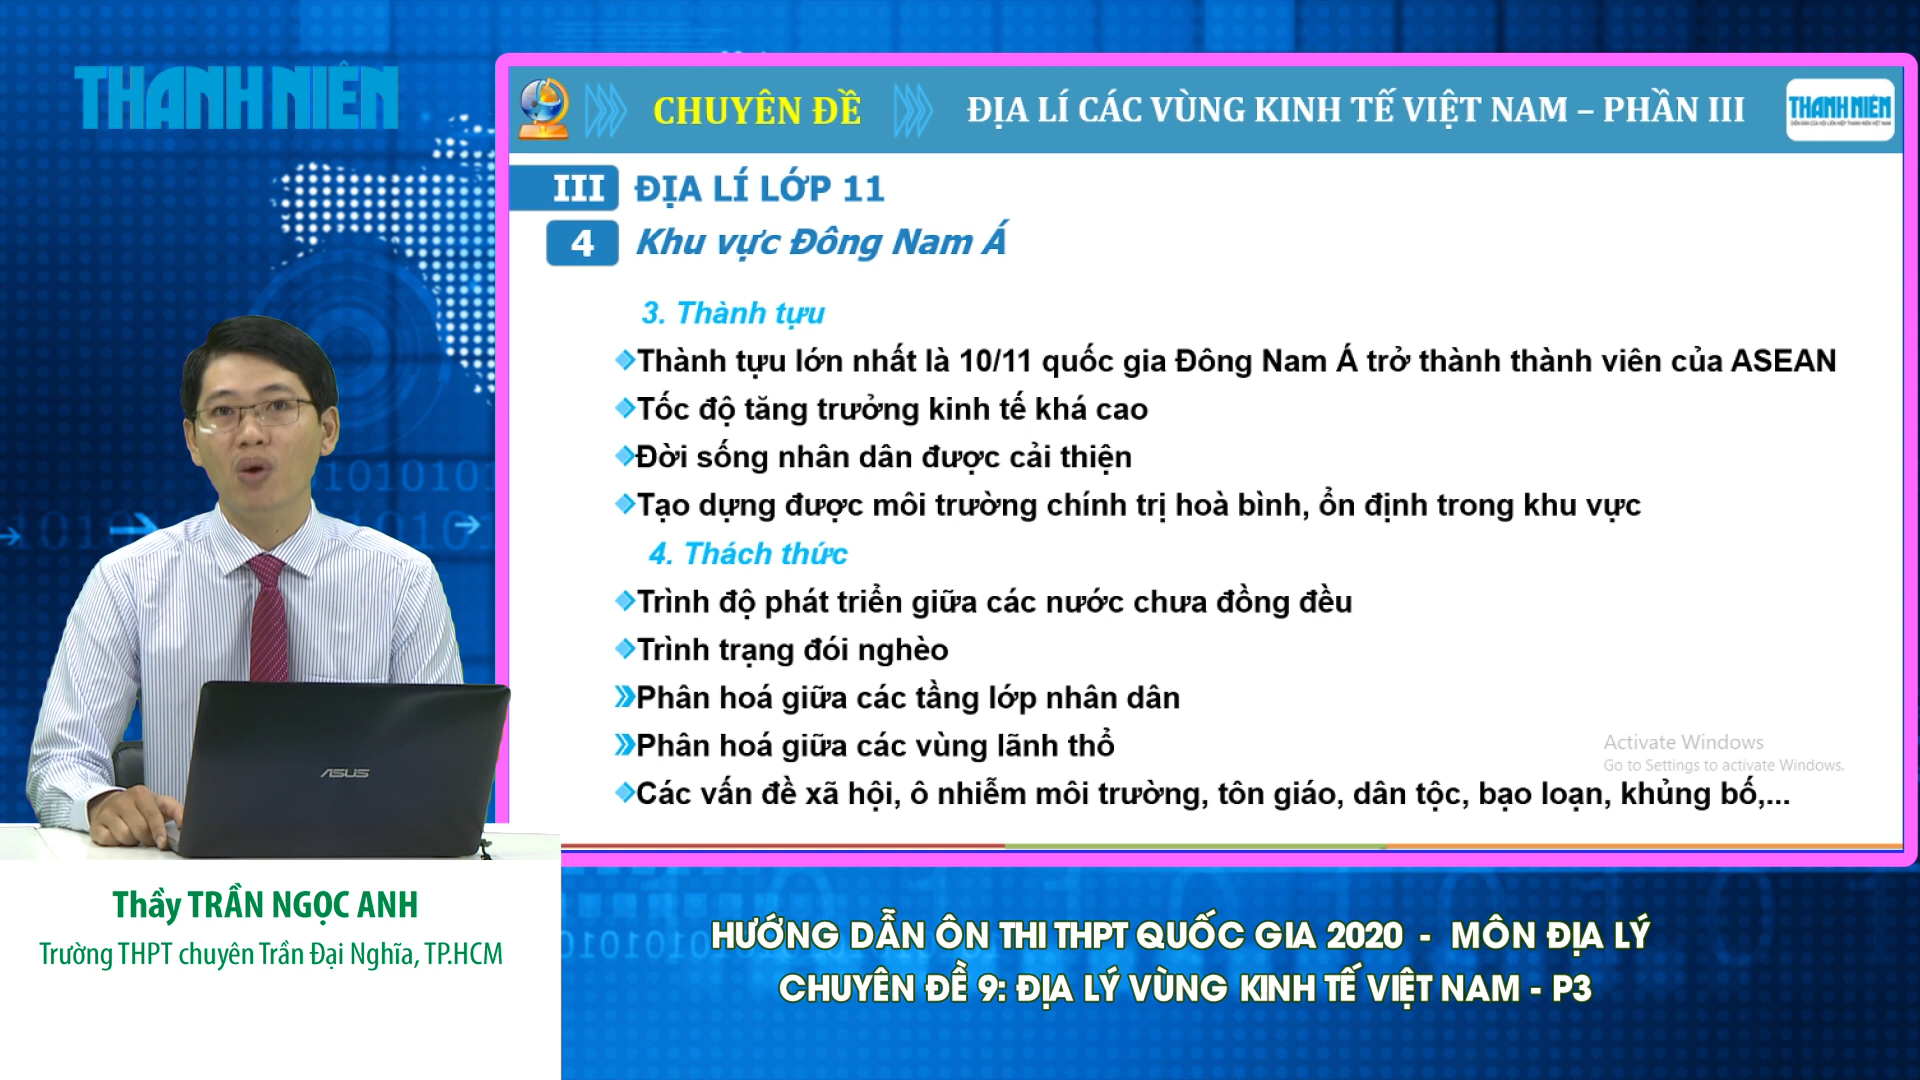 THANH NIÊN
CHUYÊN ĐỀ
ĐỊA LÍ CÁC VÙNG KINH TẾ VIỆT NAM – PHẦN III
THANH NIÊN
III ĐỊA LÍ LỚP 11
4 Khu vực Đông Nam Á
3. Thành tựu
Thành tựu lớn nhất là 10/11 quốc gia Đông Nam Á trở thành thành viên của ASEAN
Tốc độ tăng trưởng kinh tế khá cao
Đời sống nhân dân được cải thiện
Tạo dựng được môi trường chính trị hoà bình, ổn định trong khu vực
4. Thách thức
Trình độ phát triển giữa các nước chưa đồng đều
Trình trạng đói nghèo
Phân hoá giữa các tầng lớp nhân dân
Phân hoá giữa các vùng lãnh thổ
Activate Windows
Go to Settings to activate Windows.
Các vấn đề xã hội, ô nhiễm môi trường, tôn giáo, dân tộc, bạo loạn, khủng bố,...
ASUS
Thầy TRẦN NGỌC ANH
Trường THPT chuyên Trần Đại Nghĩa, TP.HCM
HƯỚNG DẪN ÔN THI THPT QUỐC GIA 2020 - MÔN ĐỊA LÝ
CHUYÊN ĐỀ 9: ĐỊA LÝ VÙNG KINH TẾ VIỆT NAM - P3